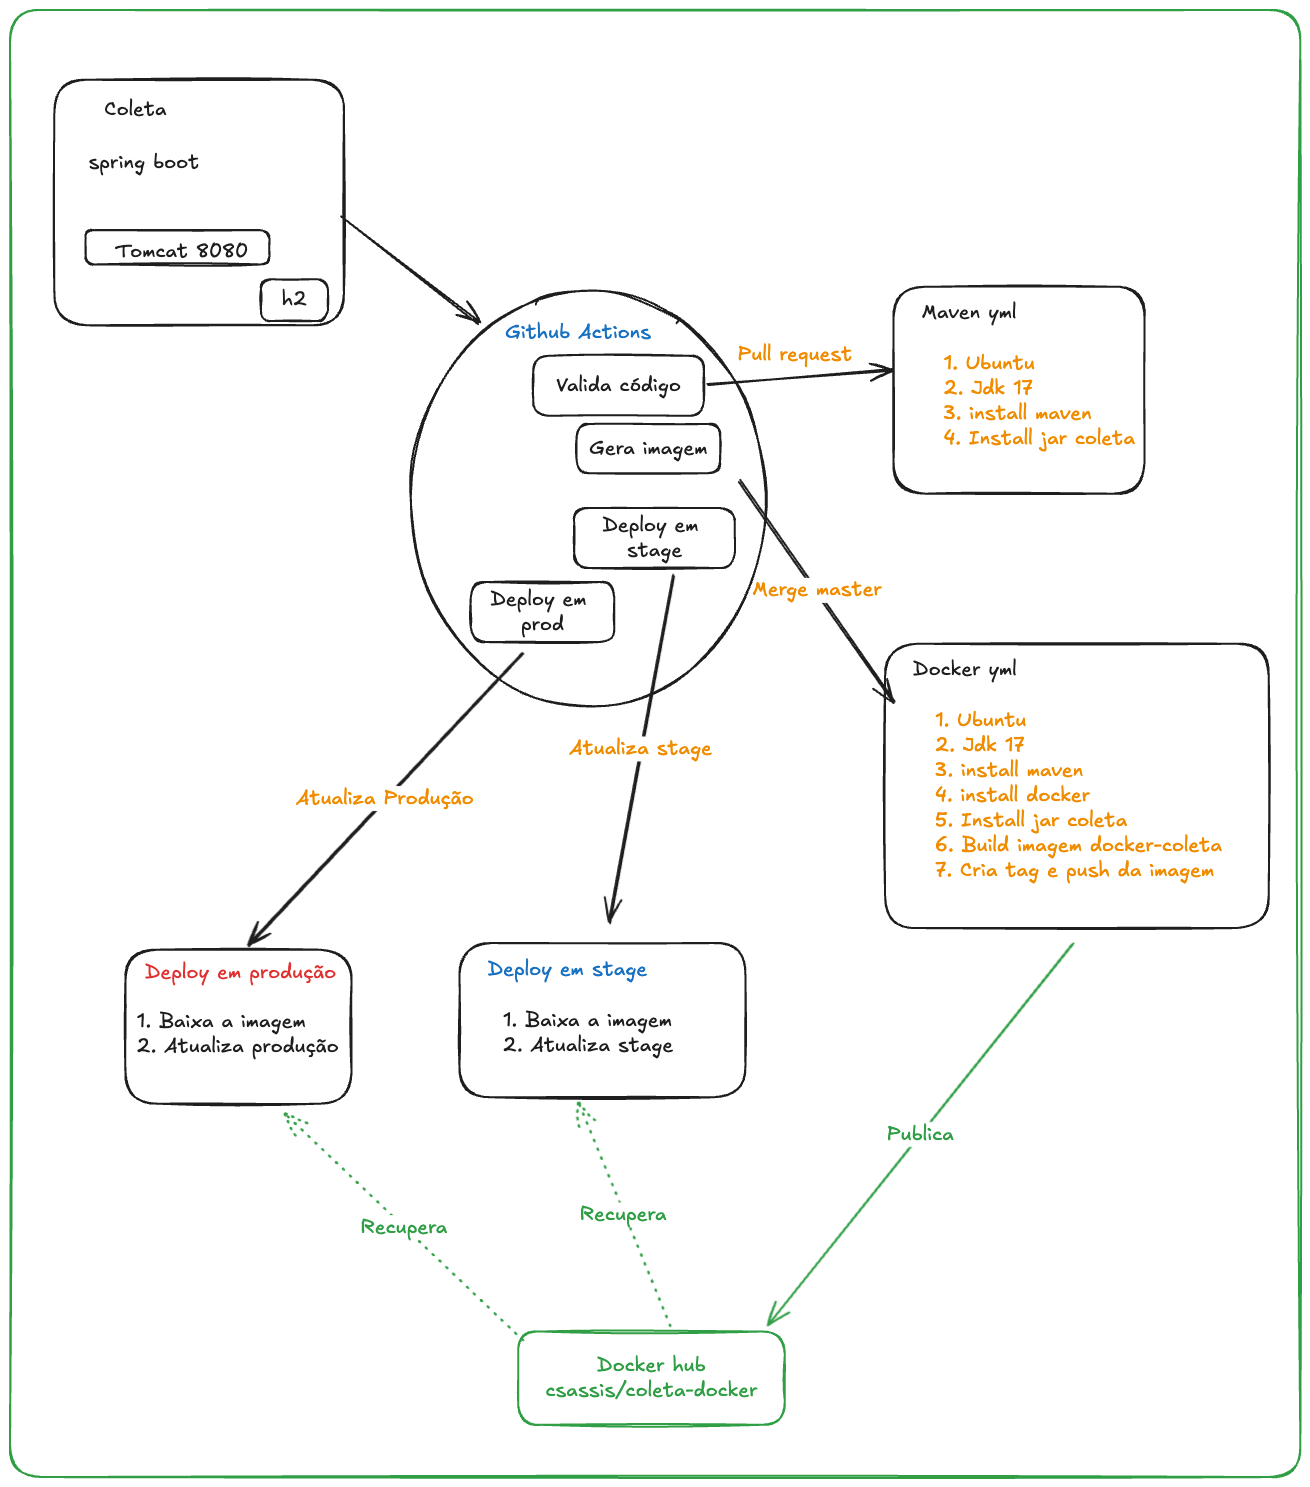 Coleta
spring boot
Tomcat 8080
h2
Github Actions
Valida código
Gera imagem
Deploy em
stage
Deploy em
prod
Pull request
Maven yml
1. Ubuntu
2. Jdk 17
3. install maven
4. Install jar coleta
Merge master
Docker yml
1. Ubuntu
2. Jdk 17
3. install maven
4. install docker
5. Install jar coleta
6. Build imagem docker-coleta
7. Cria tag e push da imagem
Atualiza stage
Atualiza Produção
Deploy em produção
1. Baixa a imagem
2. Atualiza produção
Deploy em stage
1. Baixa a imagem
2. Atualiza stage
Publica
Recupera
Recupera
Docker hub
csassis/coleta-docker